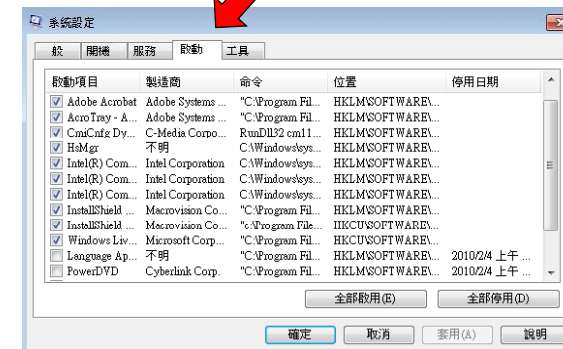 系統設定
一般 開機 服務 啟動 工具
啟動項目 製造商 命令 位置 停用日期
Adobe Acrobat Adobe Systems ... "C:\Program Fil... HKLM\SOFTWARE\...
AcroTray - A... Adobe Systems ... "C:\Program Fil... HKLM\SOFTWARE\...
CmiCnfg Dy... C-Media Corpo... RunDll32 cm11... HKLM\SOFTWARE\...
HsMgr 不明 C:\Windows\sys... HKLM\SOFTWARE\...
Intel(R) Com... Intel Corporation C:\Windows\sys... HKLM\SOFTWARE\...
Intel(R) Com... Intel Corporation C:\Windows\sys... HKLM\SOFTWARE\...
Intel(R) Com... Intel Corporation C:\Windows\sys... HKLM\SOFTWARE\...
InstallShield ... Macrovision Co... "C:\Program Fil... HKLM\SOFTWARE\...
InstallShield ... Macrovision Co... "c:\Program File... HKCU\SOFTWARE\...
Windows Liv... Microsoft Corp... "C:\Program Fil... HKCU\SOFTWARE\...
Language Ap... 不明 "C:\Program Fil... HKLM\SOFTWARE\... 2010/2/4 上午 ...
PowerDVD Cyberlink Corp. "C:\Program Fil... HKLM\SOFTWARE\... 2010/2/4 上午 ...
全部啟用(E) 全部停用(D)
確定 取消 套用(A) 說明